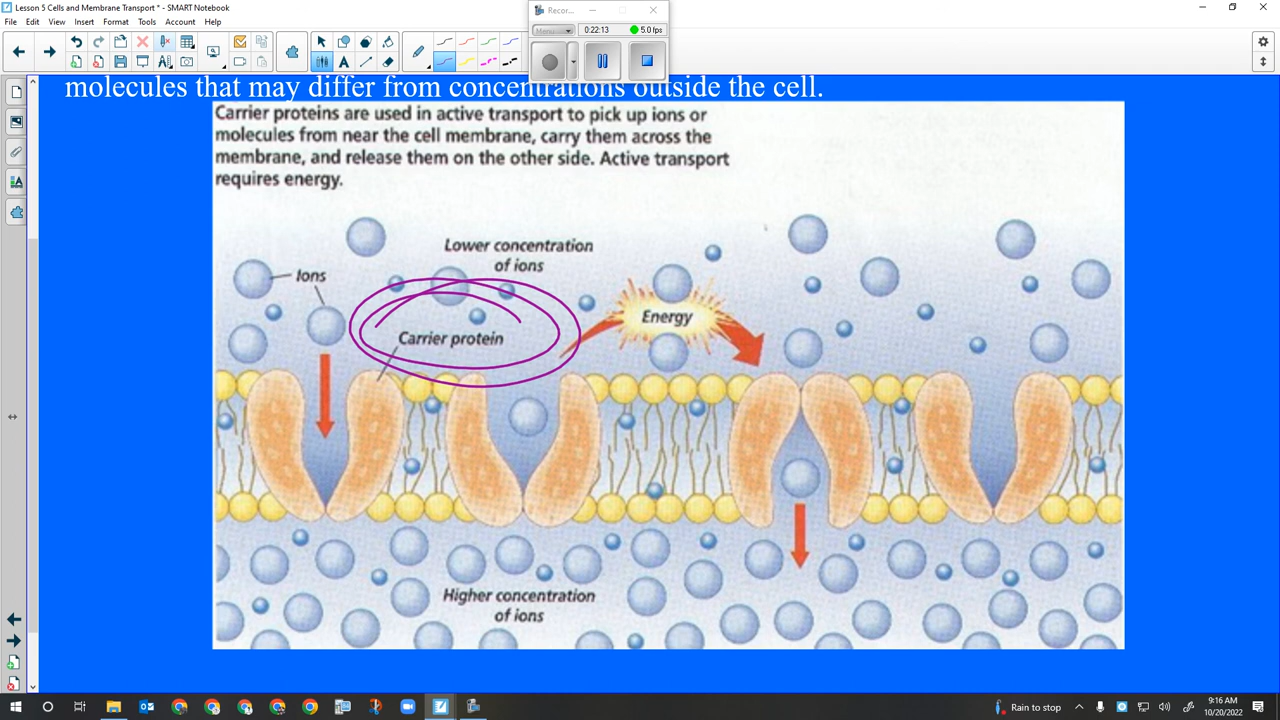 Lesson 5 Cells and Membrane Transport * - SMART Notebook
Recor...
File Edit View Insert Format Tools Account Help
Menu
0:22:13
5.0 fps
molecules that may differ from concentrations outside the cell.
Carrier proteins are used in active transport to pick up ions or
molecules from near the cell membrane, carry them across the
membrane, and release them on the other side. Active transport
requires energy.
Lower concentration
of ions
Ions
Energy
Carrier protein
Higher concentration
of ions
Rain to stop
9:16 AM
10/20/2022